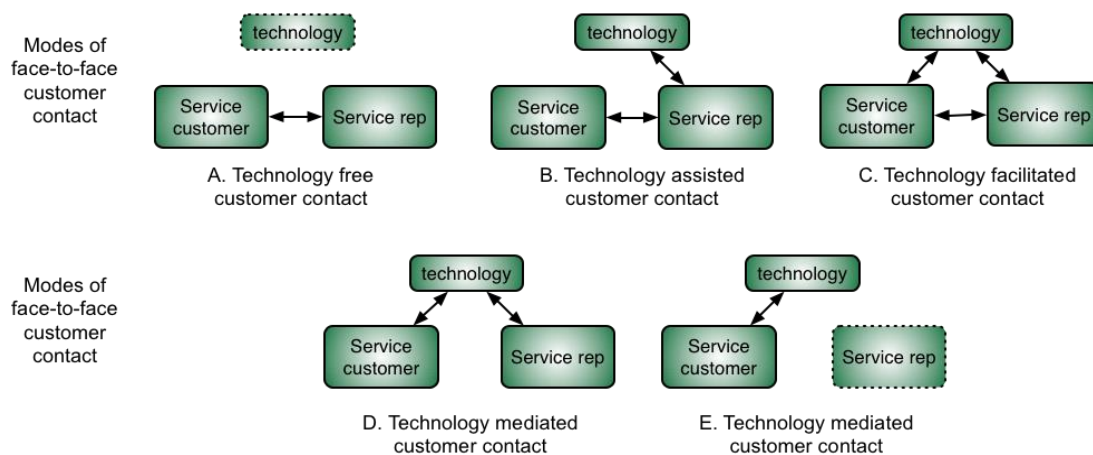 Modes of
face-to-face
customer
contact
technology
Service
customer
Service rep
A. Technology free
customer contact
technology
Service
customer
Service rep
B. Technology assisted
customer contact
technology
Service
customer
Service rep
C. Technology facilitated
customer contact
Modes of
face-to-face
customer
contact
technology
Service
customer
Service rep
D. Technology mediated
customer contact
technology
Service
customer
Service rep
E. Technology mediated
customer contact